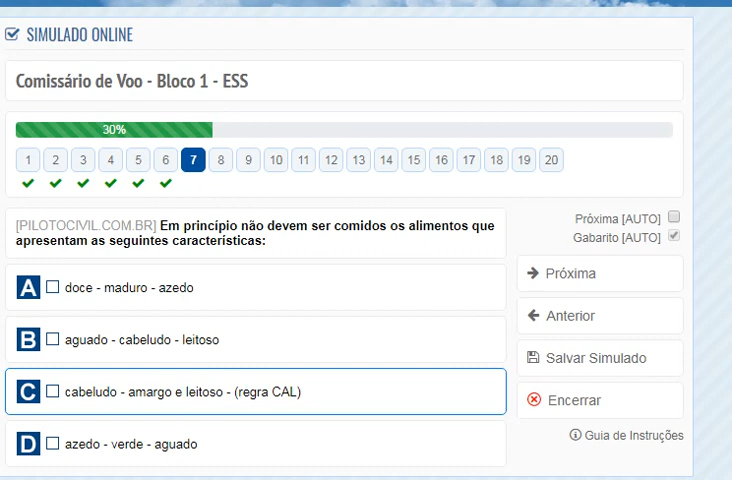 SIMULADO ONLINE
Comissário de Voo - Bloco 1 - ESS
30%
1 2 3 4 5 6 7 8 9 10 11 12 13 14 15 16 17 18 19 20
[PILOTOCIVIL.COM.BR] Em princípio não devem ser comidos os alimentos que
apresentam as seguintes características:
A doce - maduro - azedo
B aguado - cabeludo - leitoso
C cabeludo - amargo e leitoso - (regra CAL)
D azedo - verde - aguado
Próxima [AUTO]
Gabarito [AUTO]
Próxima
Anterior
Salvar Simulado
Encerrar
Guia de Instruções